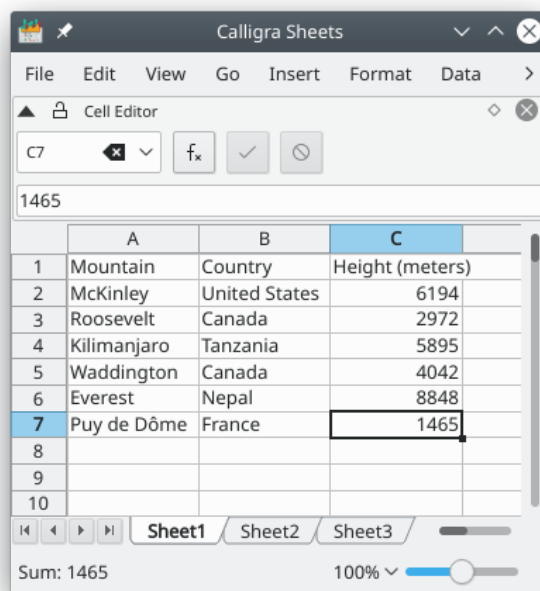 Calligra Sheets
File Edit View Go Insert Format Data
Cell Editor
C7 fx
1465
A B C
1 Mountain Country Height (meters)
2 McKinley United States 6194
3 Roosevelt Canada 2972
4 Kilimanjaro Tanzania 5895
5 Waddington Canada 4042
6 Everest Nepal 8848
7 Puy de Dôme France 1465
8
9
10
Sheet1 Sheet2 Sheet3
Sum: 1465 100%